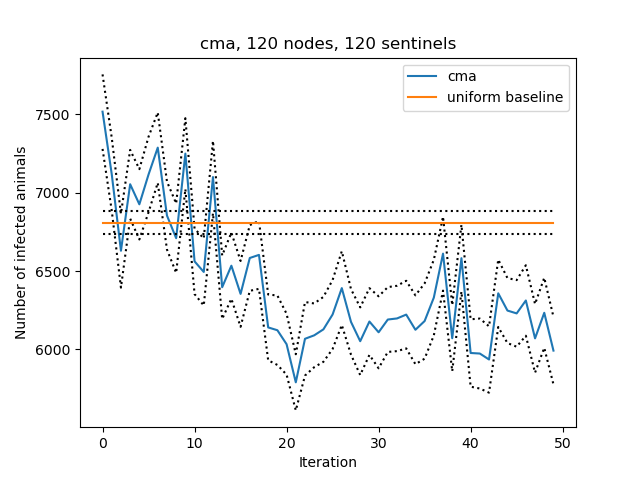 cma, 120 nodes, 120 sentinels
cma
uniform baseline
Number of infected animals
7500
7000
6500
6000
0 10 20 30 40 50
Iteration